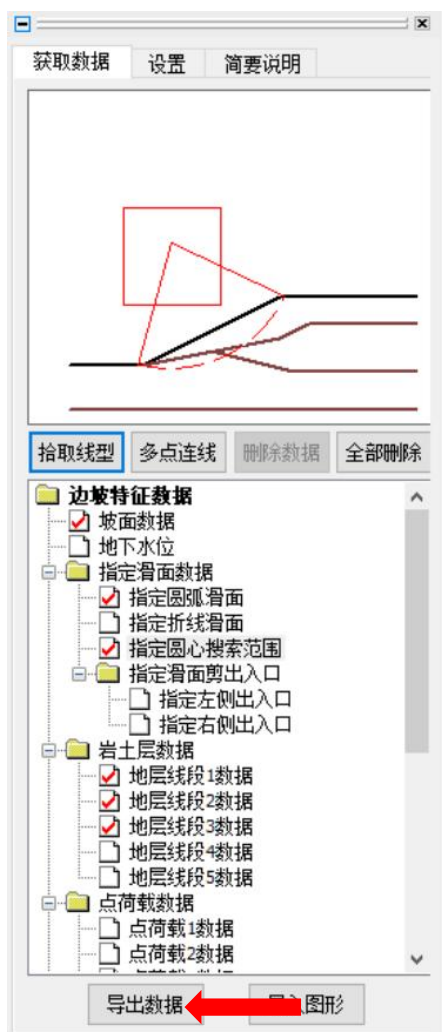 获取数据 设置 简要说明
拾取线型 多点连线 删除数据 全部删除
边坡特征数据
坡面数据
地下水位
指定滑面数据
指定圆弧滑面
指定折线滑面
指定圆心搜索范围
指定滑面剪出入口
指定左侧出入口
指定右侧出入口
岩土层数据
地层线段1数据
地层线段2数据
地层线段3数据
地层线段4数据
地层线段5数据
点荷载数据
点荷载1数据
点荷载2数据
导出数据 图形